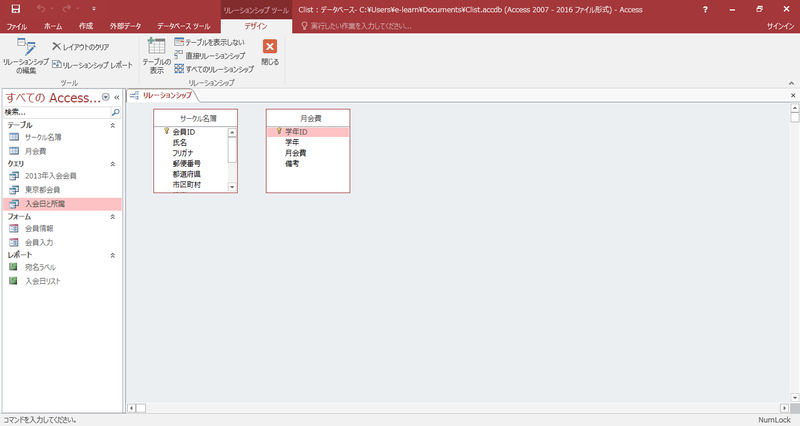 リレーションシップ ツール
Clist : データベース- C:¥Users¥e-learn¥Documents¥Clist.accdb (Access 2007 - 2016 ファイル形式) - Access
?
ファイル ホーム 作成 外部データ データベース ツール デザイン 実行したい作業を入力してください... サインイン
リレーションシップの編集
レイアウトのクリア
リレーションシップ レポート
ツール
テーブルの表示
テーブルを表示しない
直接リレーションシップ
すべてのリレーションシップ
閉じる
リレーションシップ
すべての Access...
検索...
テーブル
サークル名簿
月会費
クエリ
2013年入会会員
東京都会員
入会日と所属
フォーム
会員情報
会員入力
レポート
宛名ラベル
入会日リスト
リレーションシップ
サークル名簿
会員ID
氏名
フリガナ
郵便番号
都道府県
市区町村
月会費
学年ID
学年
月会費
備考
コマンドを入力してください。
NumLock